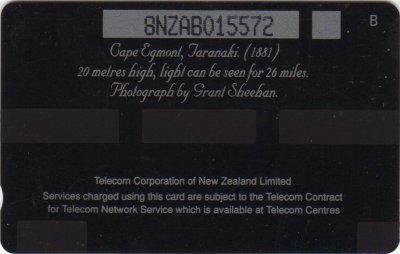 8NZAB015572
B
Cape Egmont, Taranaki. (1881)
20 metres high, light can be seen for 26 miles.
Photograph by Grant Sheehan.
Telecom Corporation of New Zealand Limited
Services charged using this card are subject to the Telecom Contract
for Telecom Network Service which is available at Telecom Centres